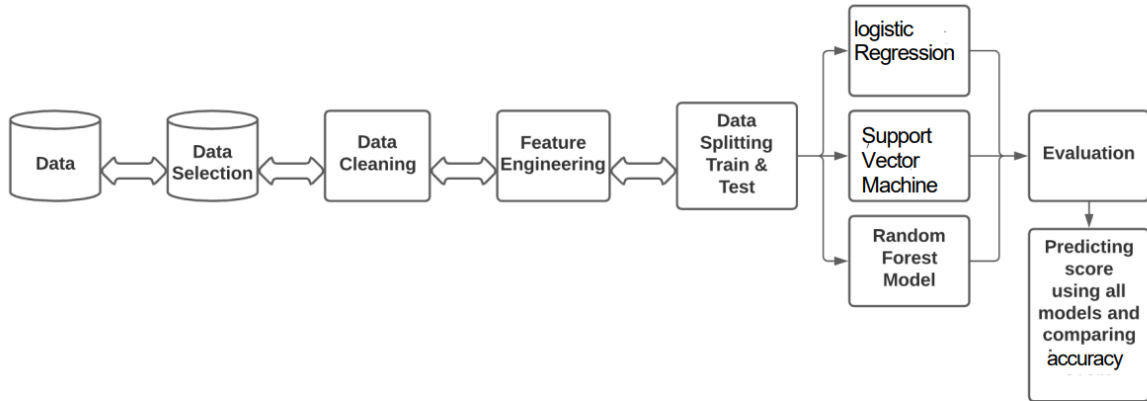 Data
Data
Selection
Data
Cleaning
Feature
Engineering
Data
Splitting
Train &
Test
logistic
Regression
Support
Vector
Machine
Random
Forest
Model
Evaluation
Predicting
score
using all
models and
comparing
accuracy